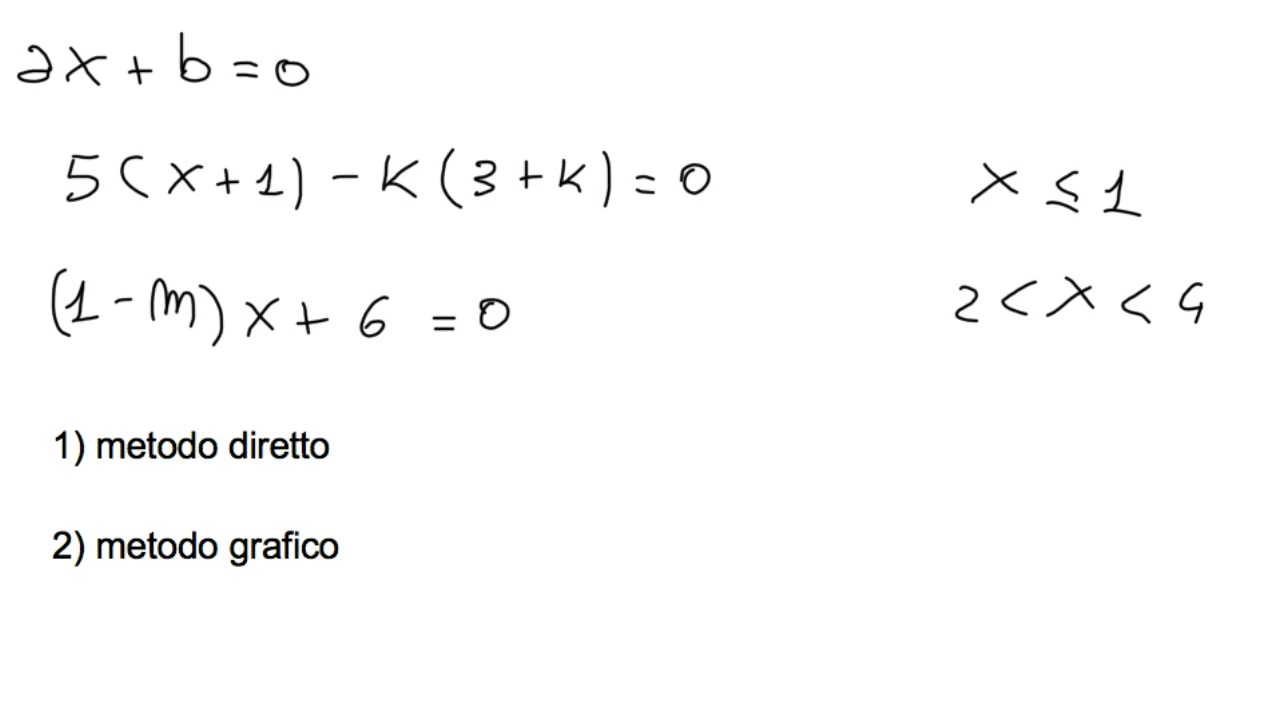 ax + b = 0
5(x+1) - k(3+k) = 0
x ≤ 1
(1-m)x + 6 = 0
2 < x < 4
1) metodo diretto
2) metodo grafico